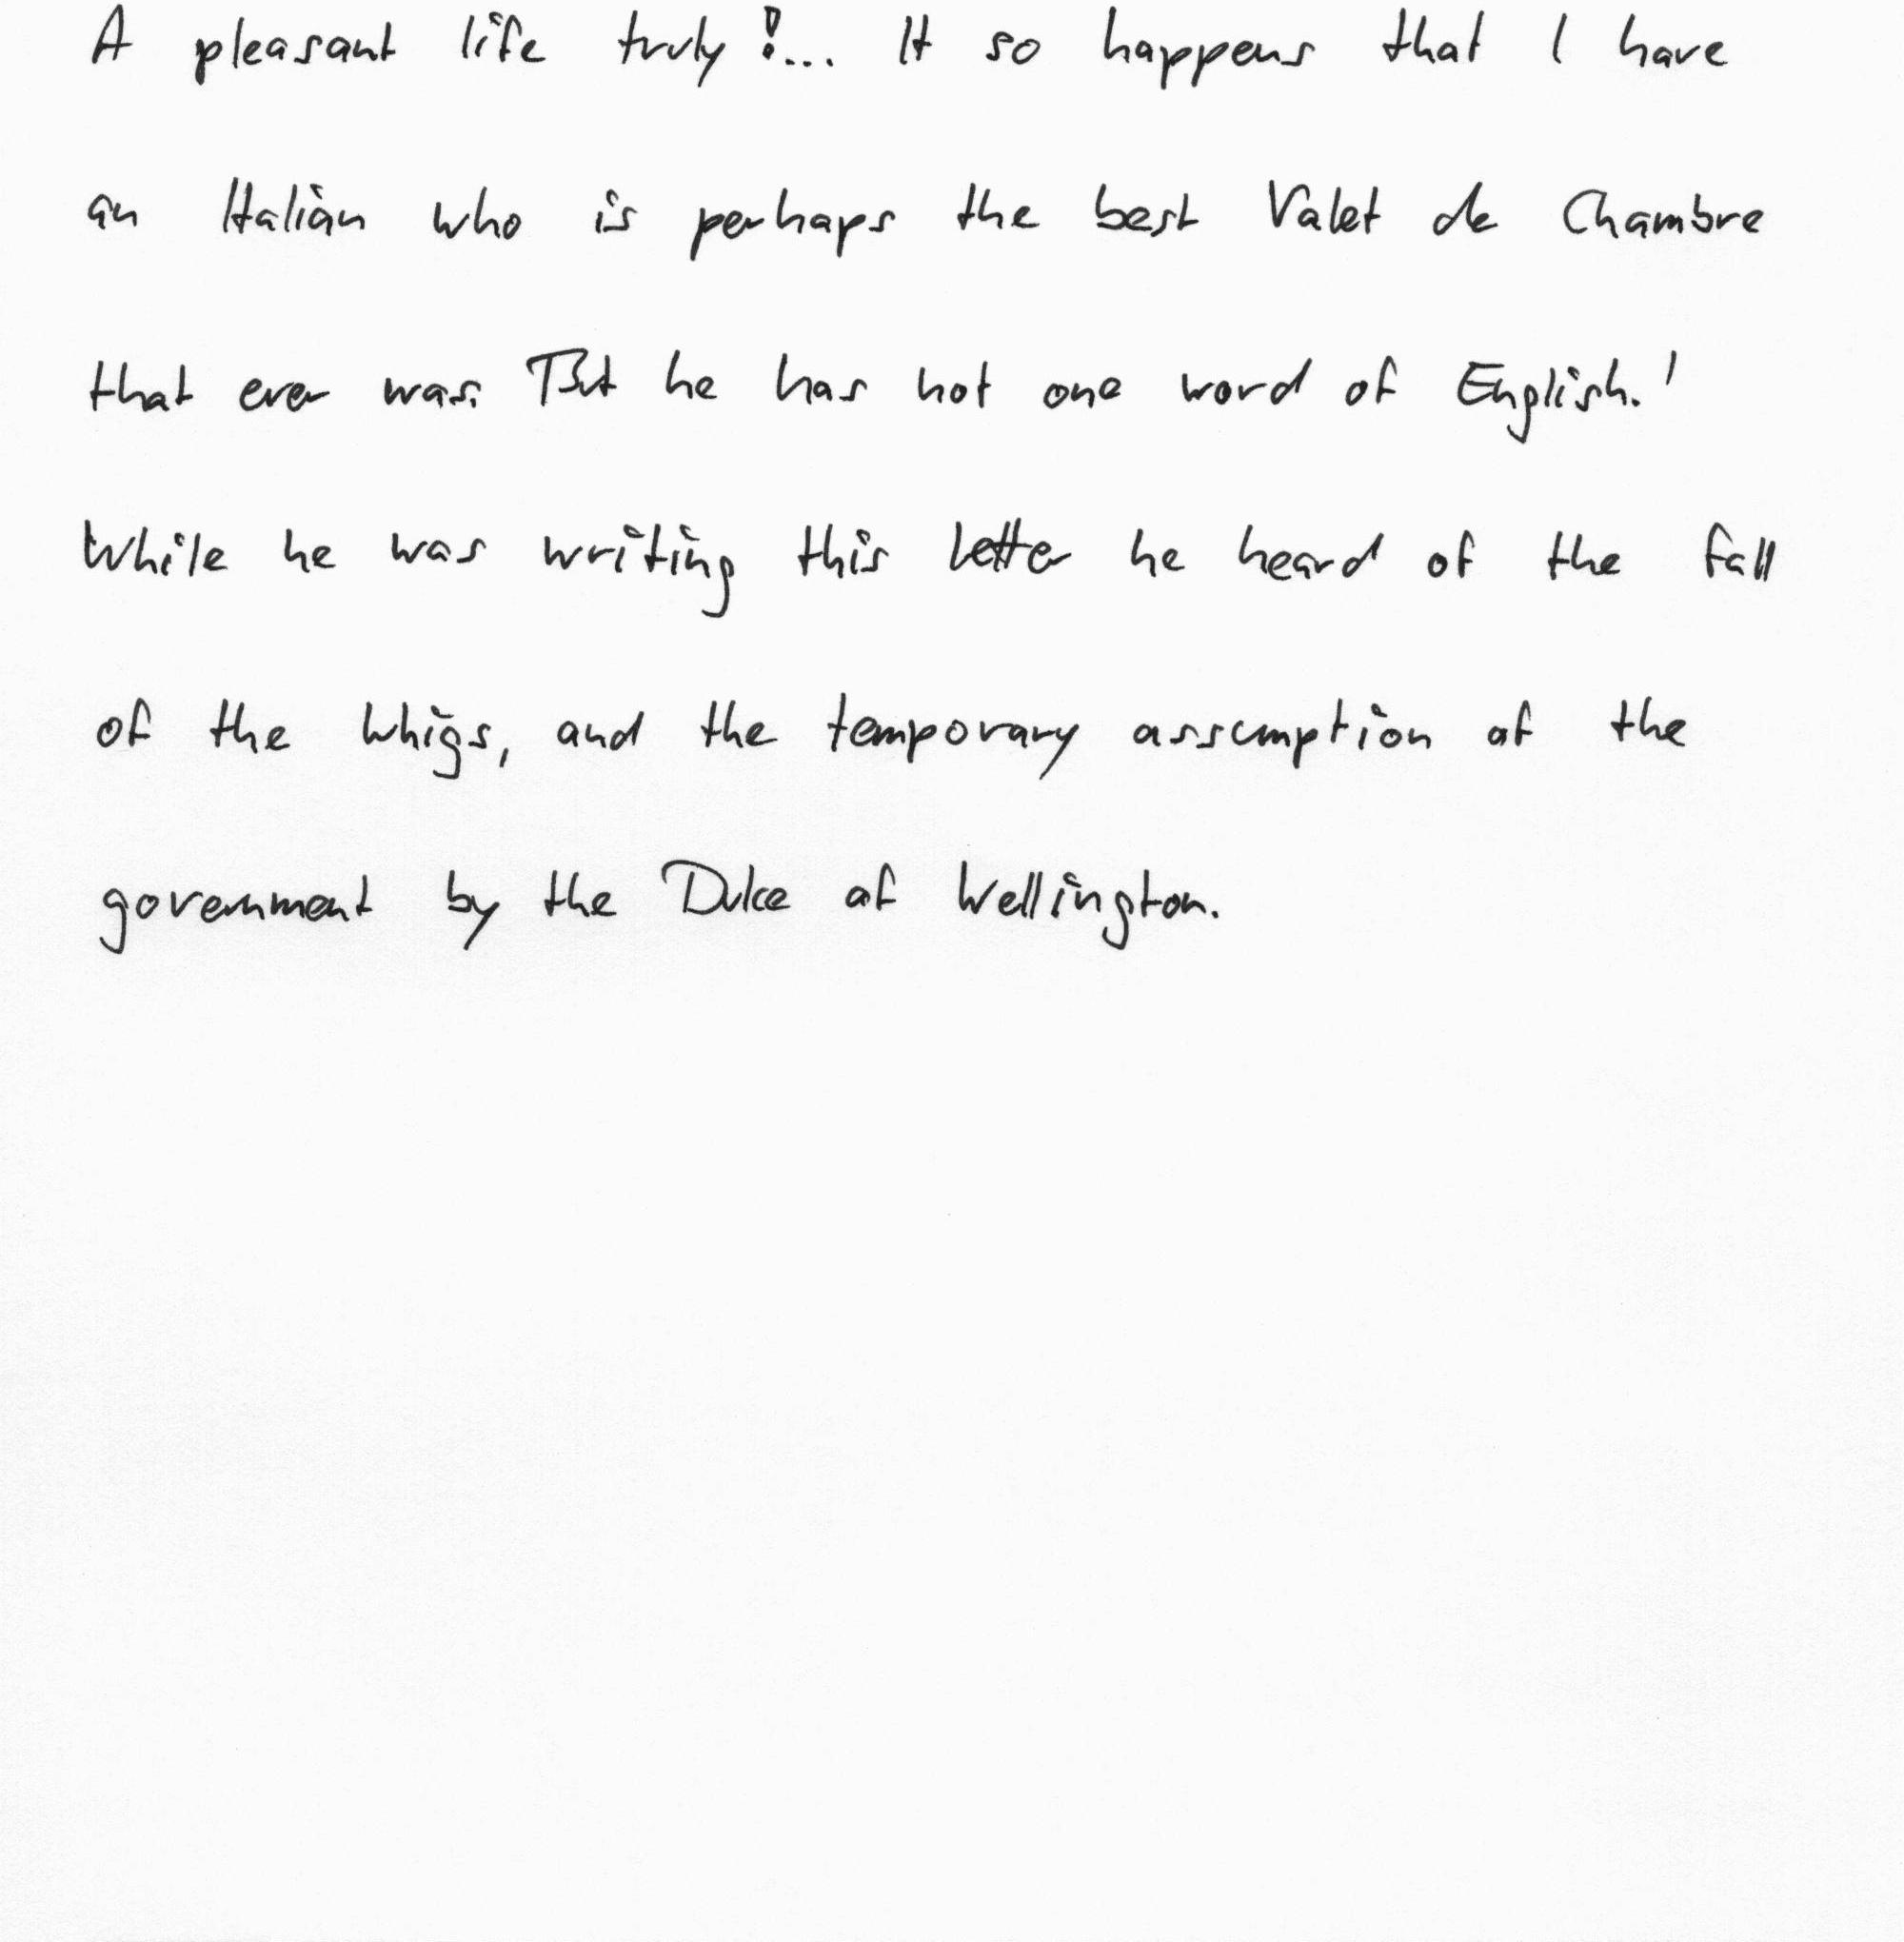 A pleasant life truly!... It so happens that I have
an Italian who is perhaps the best Valet de Chambre
that ever was. But he has not one word of English.'
While he was writing this letter he heard of the fall
of the Whigs, and the temporary assumption of the
government by the Duke of Wellington.